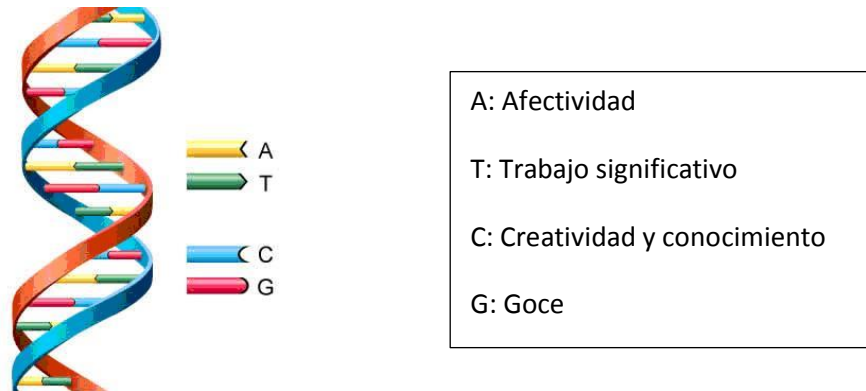 A
T
C
G
A: Afectividad
T: Trabajo significativo
C: Creatividad y conocimiento
G: Goce